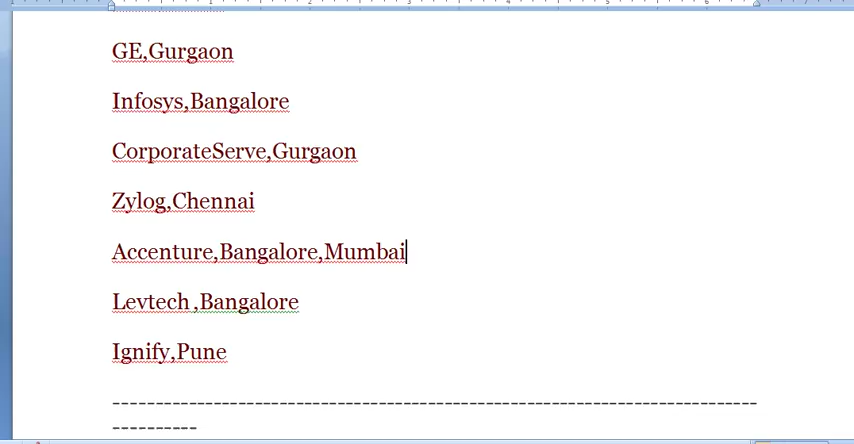 GE,Gurgaon
Infosys,Bangalore
CorporateServe,Gurgaon
Zylog,Chennai
Accenture,Bangalore,Mumbai
Levtech ,Bangalore
Ignify,Pune
--------------------------------------------------------------------------
----------